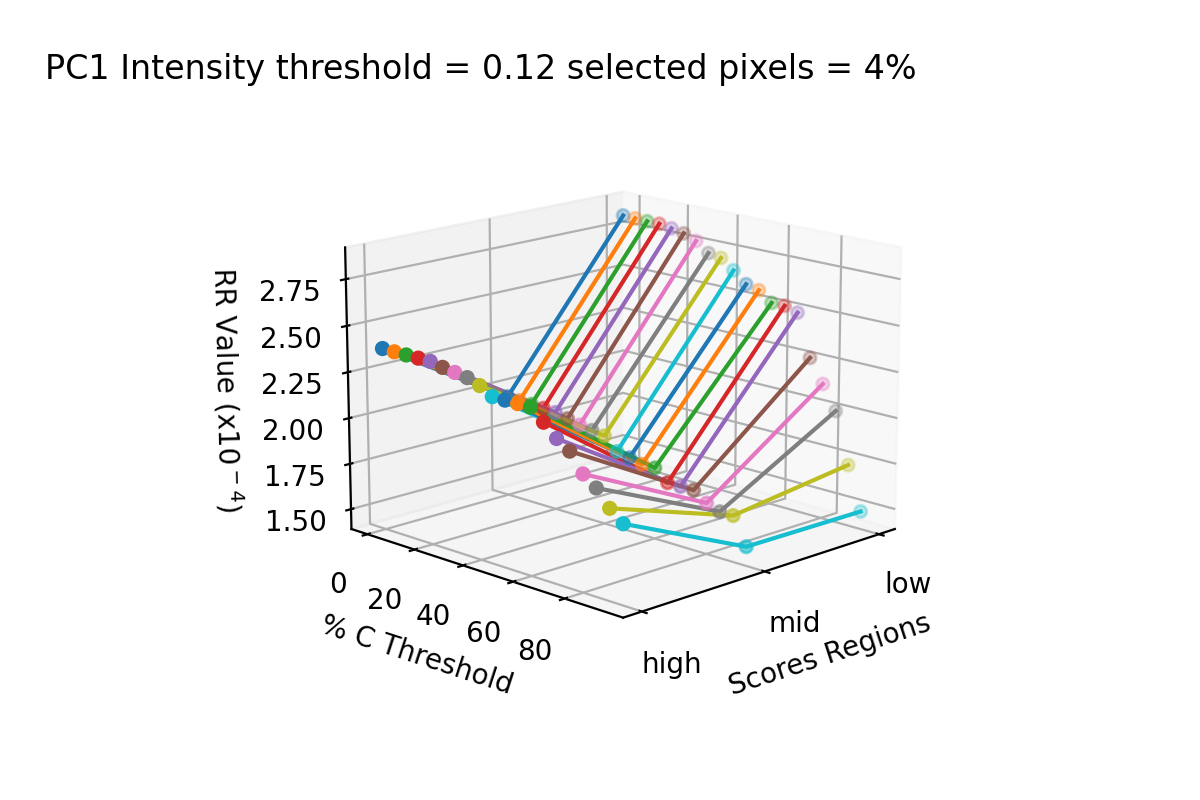 PC1 Intensity threshold = 0.12 selected pixels = 4%
RR Value (x10⁻⁴)
2.75
2.50
2.25
2.00
1.75
1.50
0
20
40
60
80
% C Threshold
high
mid
low
Scores Regions